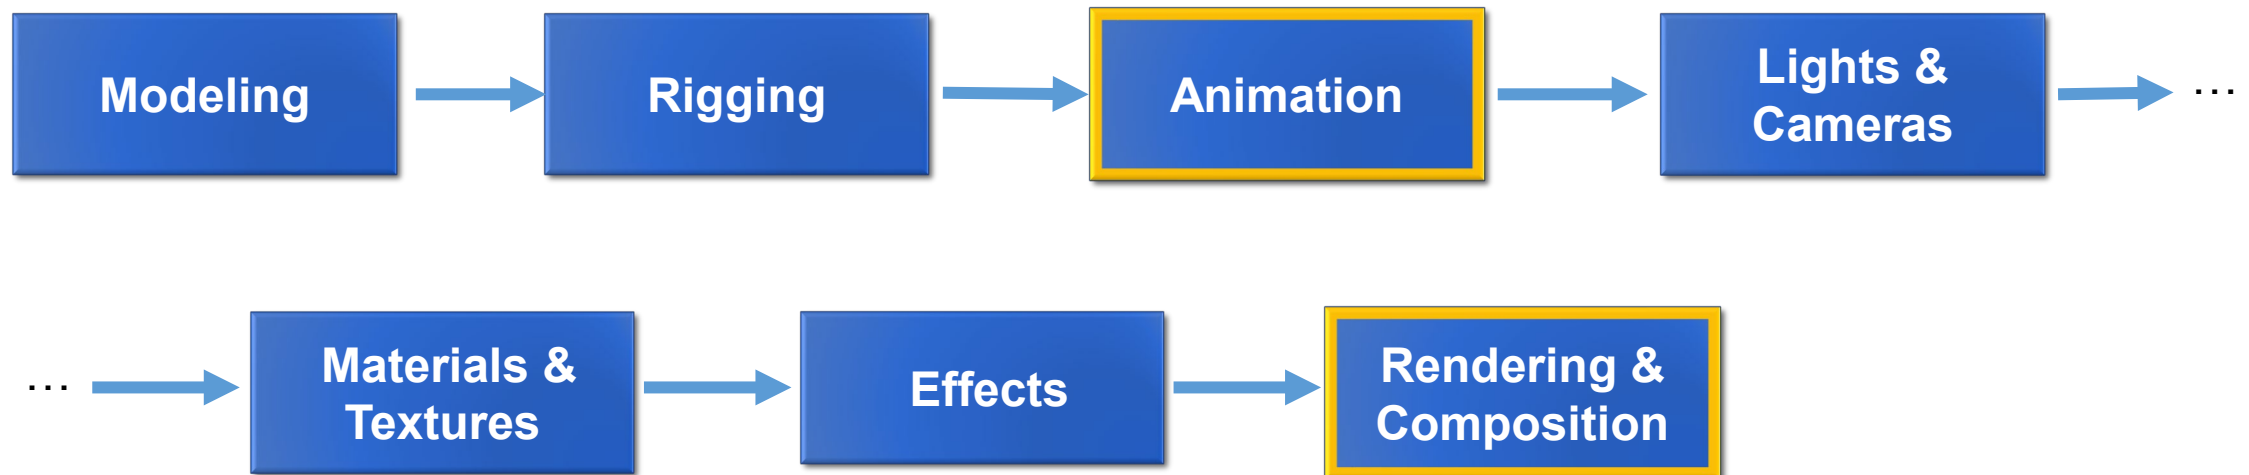 Modeling
Rigging
Animation
Lights &
Cameras
...
...
Materials &
Textures
Effects
Rendering &
Composition